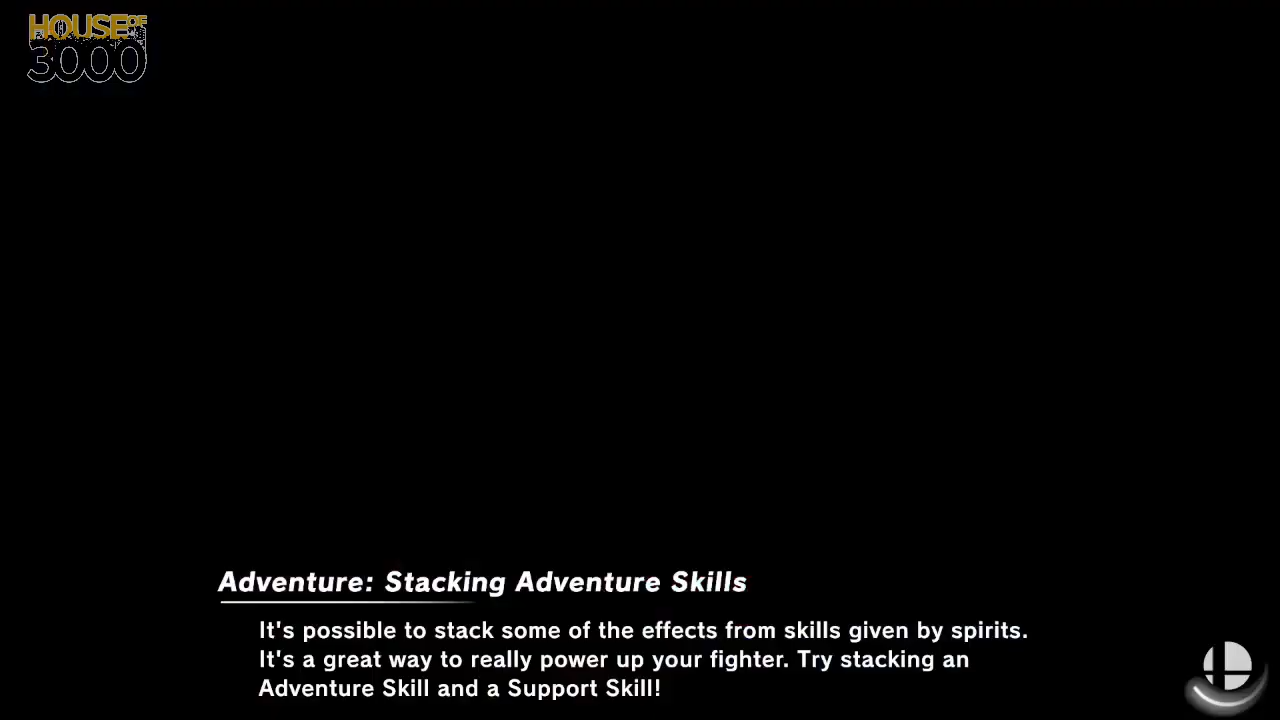 HOUSE OF
3000
Adventure: Stacking Adventure Skills
It's possible to stack some of the effects from skills given by spirits.
It's a great way to really power up your fighter. Try stacking an
Adventure Skill and a Support Skill!